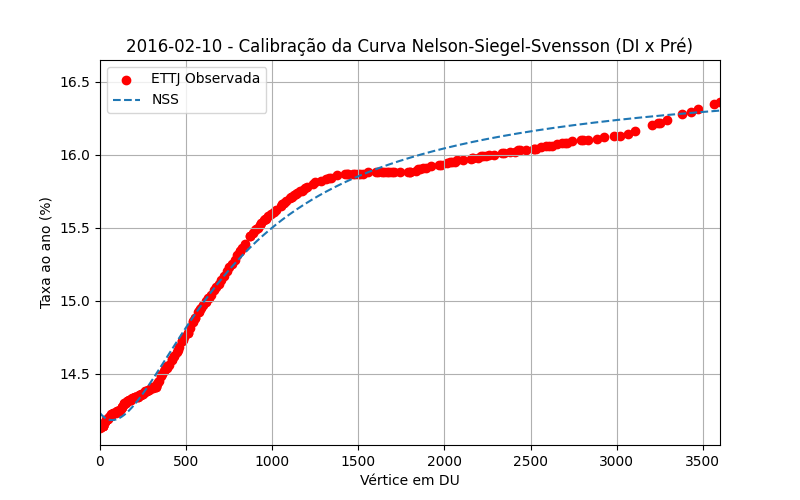 2016-02-10 - Calibração da Curva Nelson-Siegel-Svensson (DI x Pré)
ETTJ Observada
NSS
Taxa ao ano (%)
16.5
16.0
15.5
15.0
14.5
0 500 1000 1500 2000 2500 3000 3500
Vértice em DU